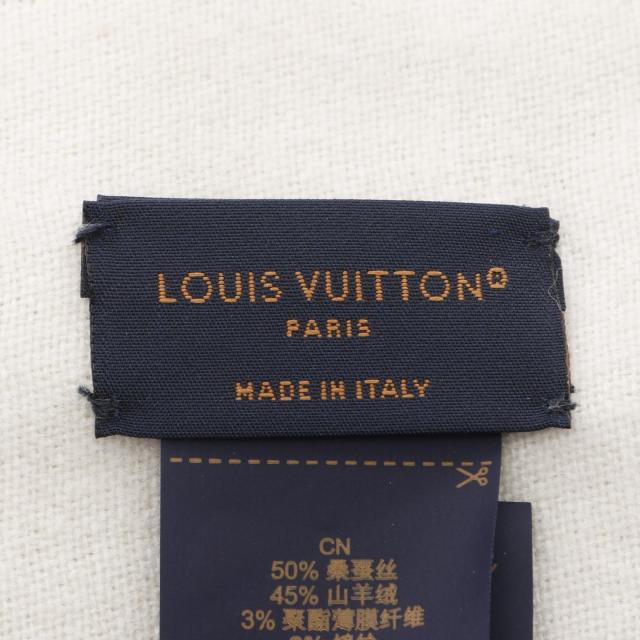 LOUIS VUITTON®
PARIS
MADE IN ITALY
CN
50% 桑蚕丝
45% 山羊绒
3% 聚酯薄膜纤维